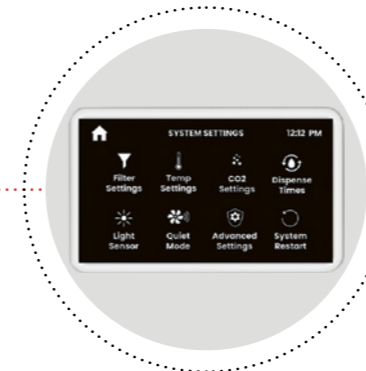 SYSTEM SETTINGS 12:12 PM
Filter Settings
Temp Settings
CO2 Settings
Dispense Times
Light Sensor
Quiet Mode
Advanced Settings
System Restart